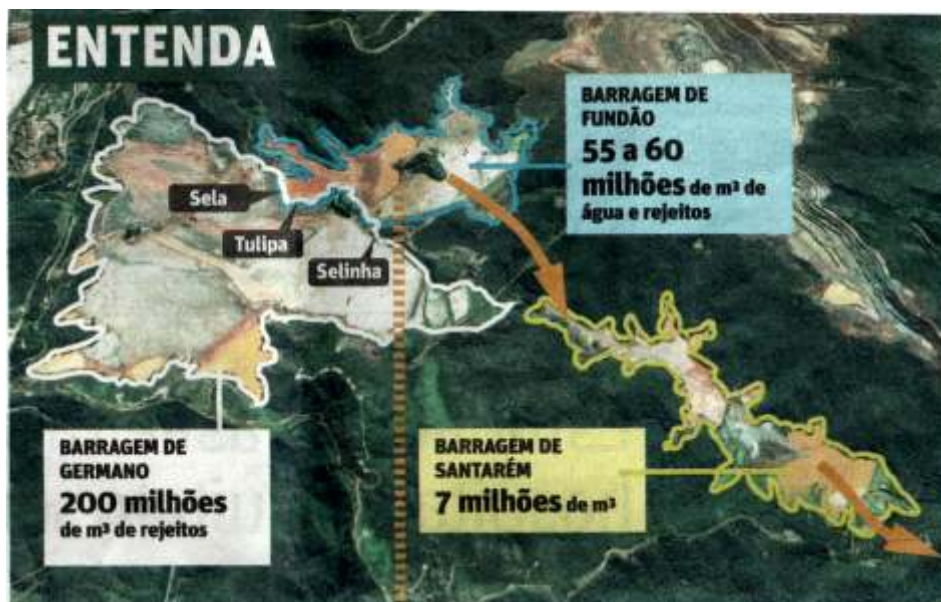 ENTENDA
BARRAGEM DE
FUNDÃO
55 a 60
milhões de m³ de
água e rejeitos
Sela
Tulipa
Selinha
BARRAGEM DE
GERMANO
200 milhões
de m³ de rejeitos
BARRAGEM DE
SANTARÉM
7 milhões de m³